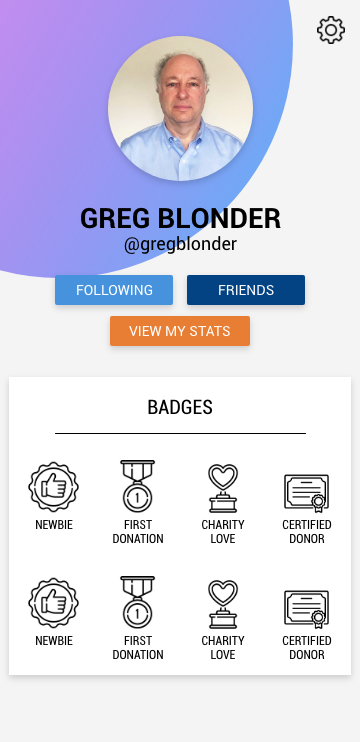 GREG BLONDER
@gregblonder
FOLLOWING
FRIENDS
VIEW MY STATS
BADGES
NEWBIE
FIRST
DONATION
CHARITY
LOVE
CERTIFIED
DONOR
NEWBIE
FIRST
DONATION
CHARITY
LOVE
CERTIFIED
DONOR
1
1